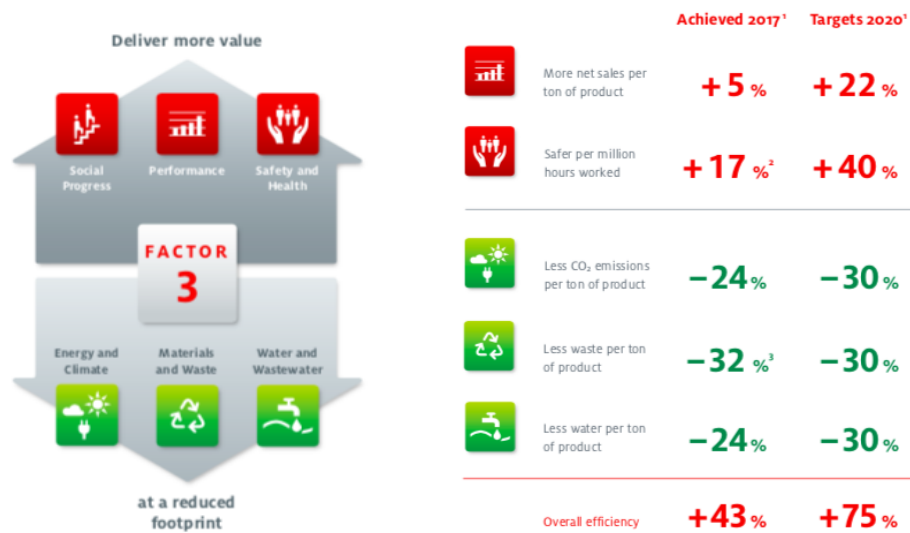 Deliver more value
Social
Progress
Performance
Safety and
Health
FACTOR
3
Energy and
Climate
Materials
and Waste
Water and
Wastewater
at a reduced
footprint
Achieved 2017¹ Targets 2020¹
More net sales per
ton of product
+5 % +22 %
Safer per million
hours worked
+17 %² +40 %
Less CO₂ emissions
per ton of product
–24 % –30 %
Less waste per ton
of product
–32 %³ –30 %
Less water per ton
of product
–24 % –30 %
Overall efficiency +43 % +75 %